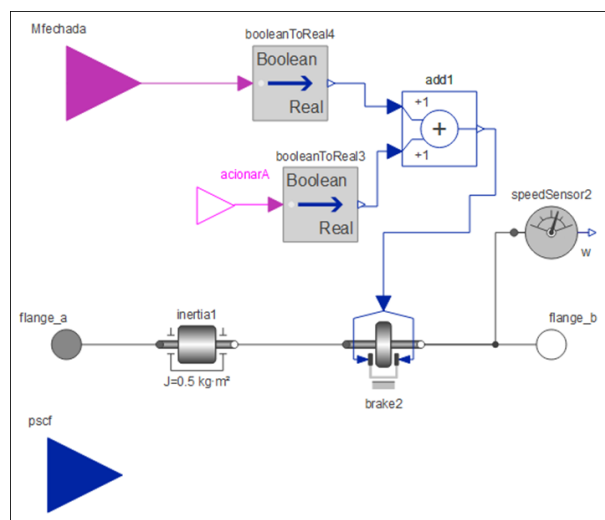 Mfechada
booleanToReal4
Boolean
Real
add1
+1
+
+1
acionarA
booleanToReal3
Boolean
Real
speedSensor2
w
flange_a
inertia1
J=0.5 kg·m²
brake2
flange_b
pscf